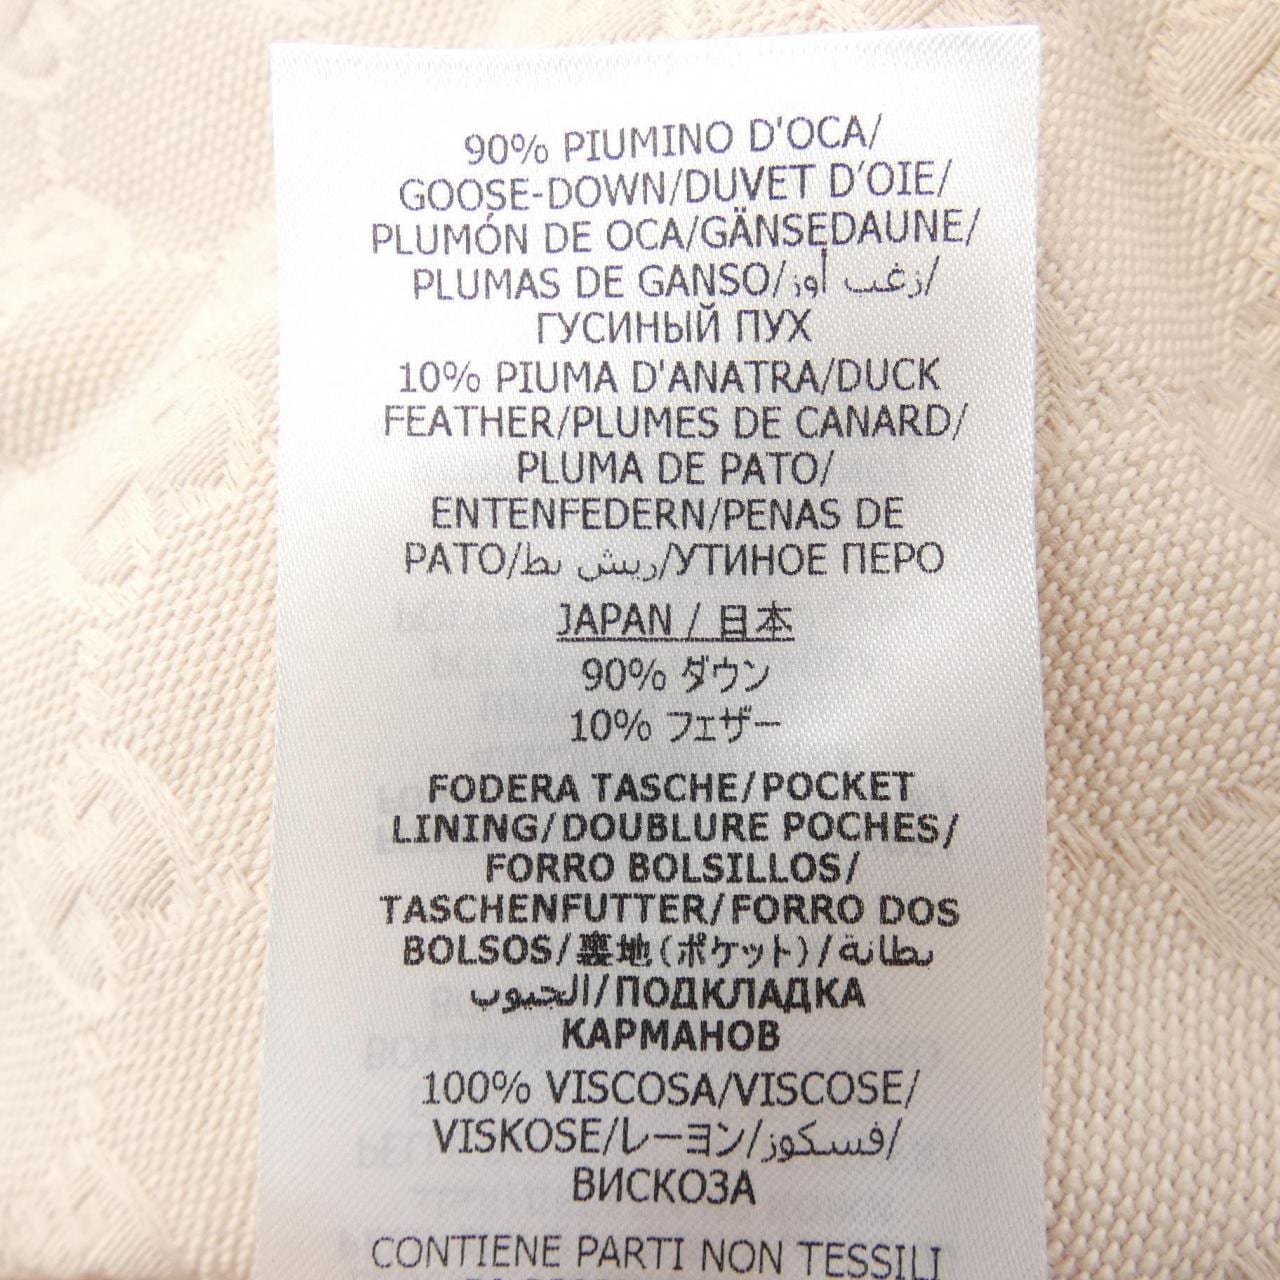 90% PIUMINO D'OCA/
GOOSE-DOWN/DUVET D'OIE/
PLUMÓN DE OCA/GÄNSEDAUNE/
PLUMAS DE GANSO/زغب أوز/
ГУСИНЫЙ ПУХ
10% PIUMA D'ANATRA/DUCK
FEATHER/PLUMES DE CANARD/
PLUMA DE PATO/
ENTENFEDERN/PENAS DE
PATO/ريش بط/УТИНОЕ ПЕРО
JAPAN / 日本
90% ダウン
10% フェザー
FODERA TASCHE/POCKET
LINING/DOUBLURE POCHES/
FORRO BOLSILLOS/
TASCHENFUTTER/FORRO DOS
BOLSOS/裏地(ポケット)/بطانة
الجيوب/ПОДКЛАДКА
КАРМАНОВ
100% VISCOSA/VISCOSE/
VISKOSE/レーヨン/فسكوز/
ВИСКОЗА
CONTIENE PARTI NON TESSILI